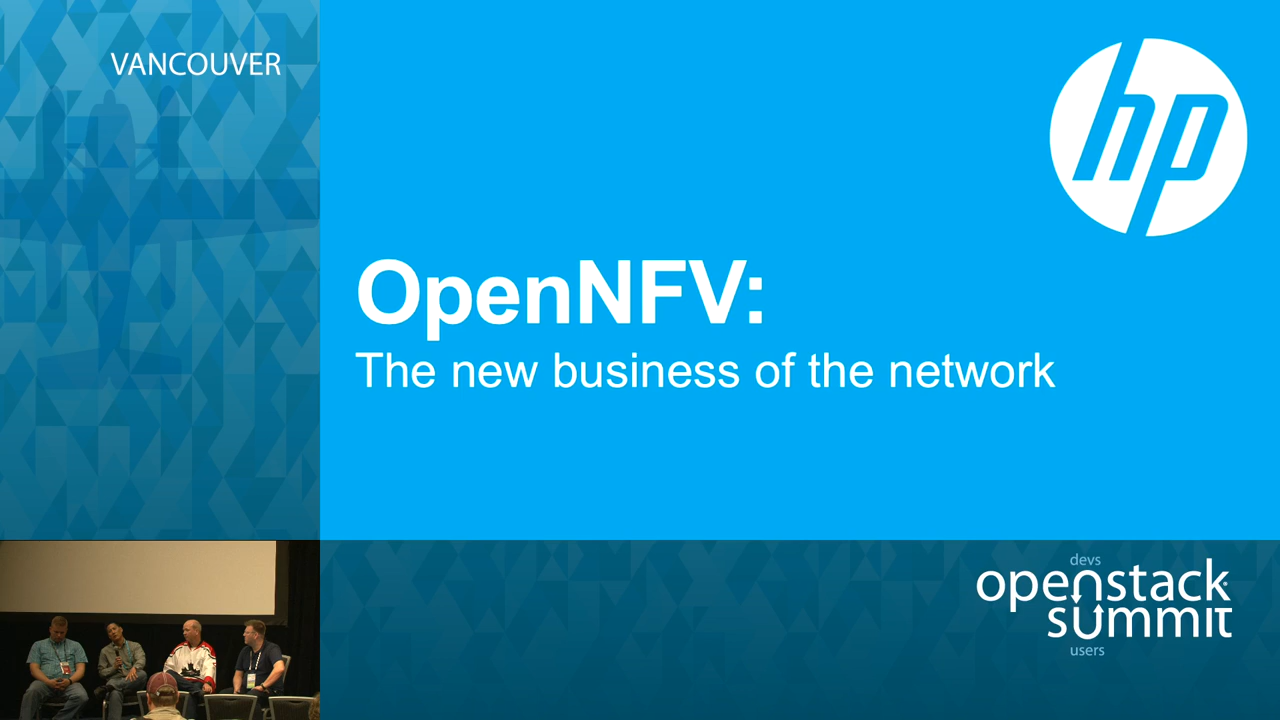 VANCOUVER
hp
OpenNFV:
The new business of the network
devs
openstack
summit
users